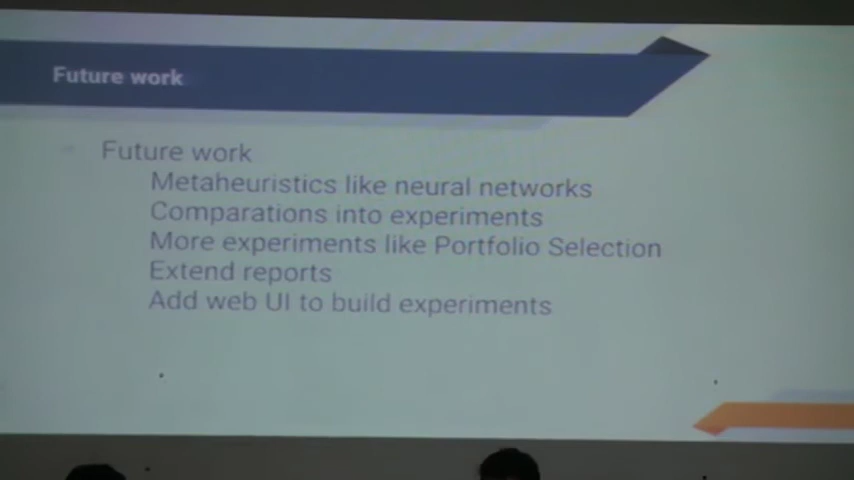 Future work
Future work
Metaheuristics like neural networks
Comparations into experiments
More experiments like Portfolio Selection
Extend reports
Add web UI to build experiments